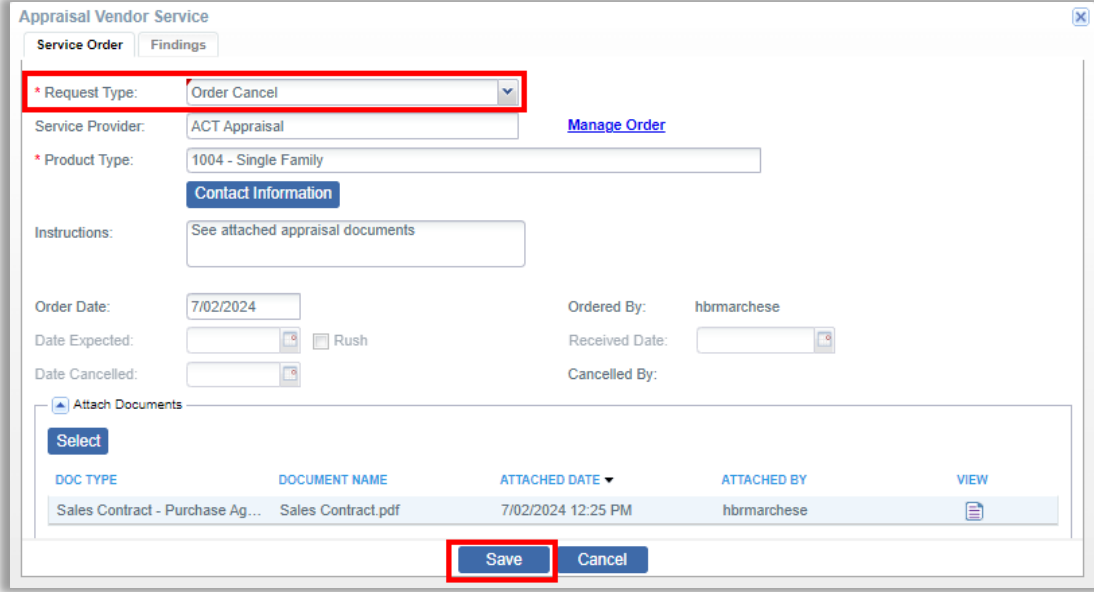 Appraisal Vendor Service
Service Order Findings
* Request Type: Order Cancel
Service Provider: ACT Appraisal Manage Order
* Product Type: 1004 - Single Family
Contact Information
Instructions: See attached appraisal documents
Order Date: 7/02/2024 Ordered By: hbrmarchese
Date Expected: Rush Received Date:
Date Cancelled: Cancelled By:
Attach Documents
Select
DOC TYPE DOCUMENT NAME ATTACHED DATE ATTACHED BY VIEW
Sales Contract - Purchase Ag... Sales Contract.pdf 7/02/2024 12:25 PM hbrmarchese
Save Cancel